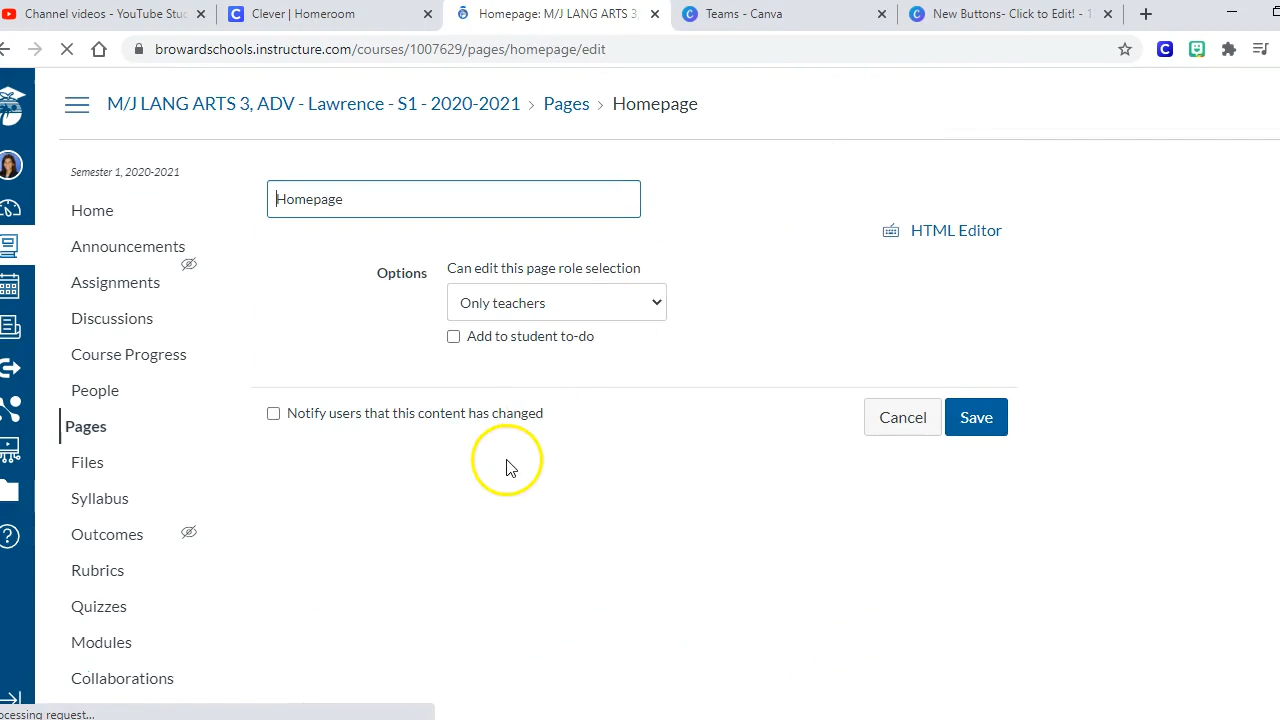 Channel videos - YouTube Stu
Clever | Homeroom
Homepage: M/J LANG ARTS 3,
Teams - Canva
New Buttons- Click to Edit! - 1
browardschools.instructure.com/courses/1007629/pages/homepage/edit
M/J LANG ARTS 3, ADV - Lawrence - S1 - 2020-2021 > Pages > Homepage
Semester 1, 2020-2021
Home
Announcements
Assignments
Discussions
Course Progress
People
Pages
Files
Syllabus
Outcomes
Rubrics
Quizzes
Modules
Collaborations
Homepage
HTML Editor
Options
Can edit this page role selection
Only teachers
Add to student to-do
Notify users that this content has changed
Cancel
Save
ocessing request...